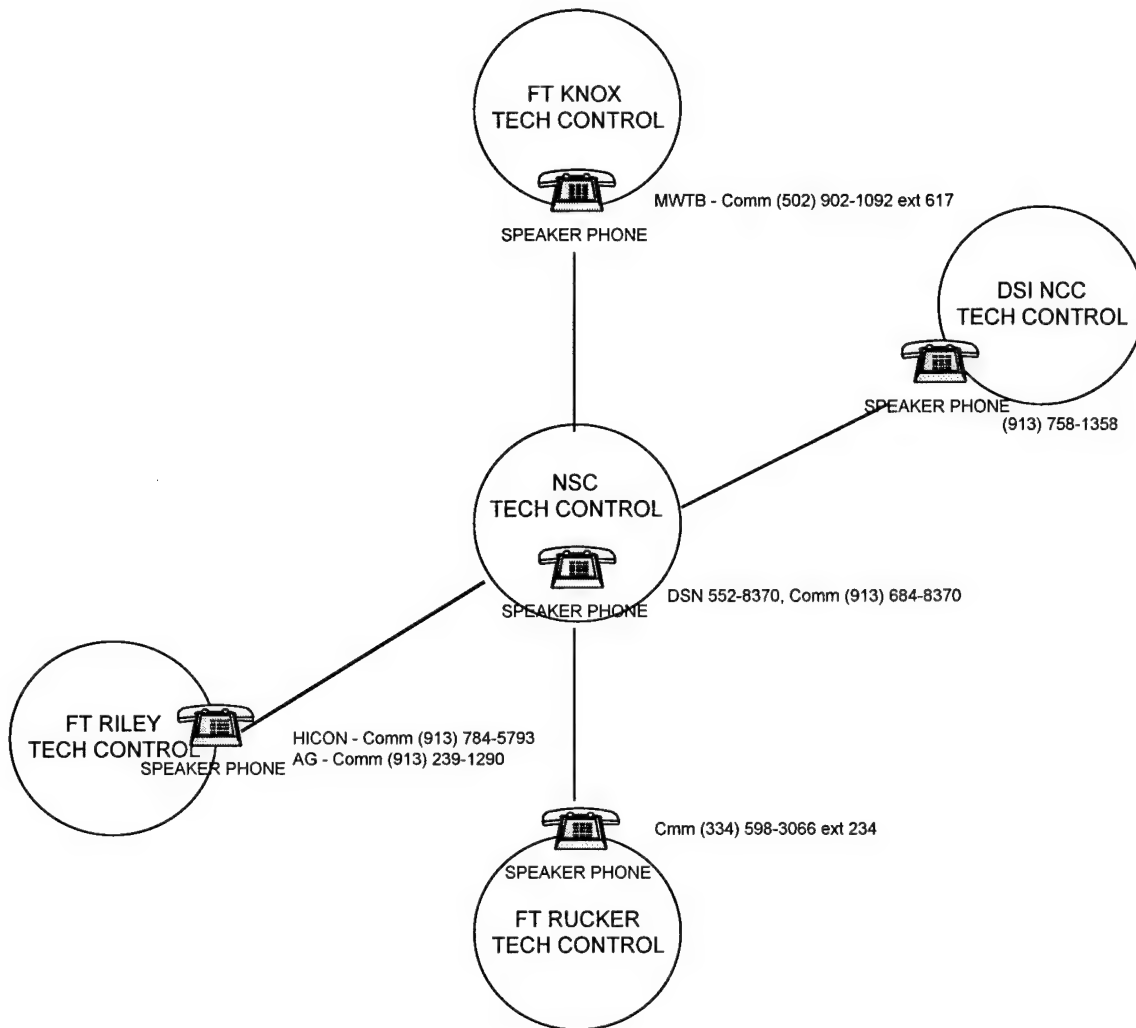 FT KNOX
TECH CONTROL
MWTB - Comm (502) 902-1092 ext 617
SPEAKER PHONE
DSI NCC
TECH CONTROL
SPEAKER PHONE
(913) 758-1358
NSC
TECH CONTROL
DSN 552-8370, Comm (913) 684-8370
SPEAKER PHONE
FT RILEY
TECH CONTROL
SPEAKER PHONE
HICON - Comm (913) 784-5793
AG - Comm (913) 239-1290
Cmm (334) 598-3066 ext 234
SPEAKER PHONE
FT RUCKER
TECH CONTROL